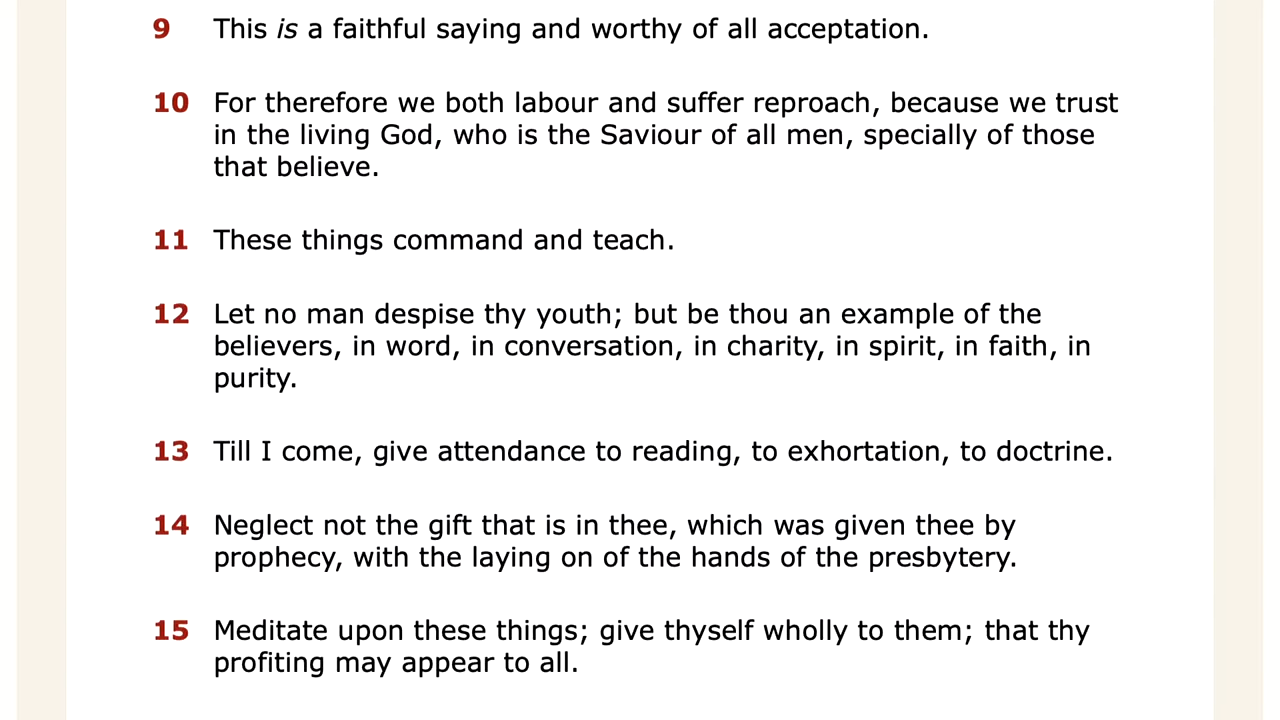 9 This is a faithful saying and worthy of all acceptation.
10 For therefore we both labour and suffer reproach, because we trust
in the living God, who is the Saviour of all men, specially of those
that believe.
11 These things command and teach.
12 Let no man despise thy youth; but be thou an example of the
believers, in word, in conversation, in charity, in spirit, in faith, in
purity.
13 Till I come, give attendance to reading, to exhortation, to doctrine.
14 Neglect not the gift that is in thee, which was given thee by
prophecy, with the laying on of the hands of the presbytery.
15 Meditate upon these things; give thyself wholly to them; that thy
profiting may appear to all.